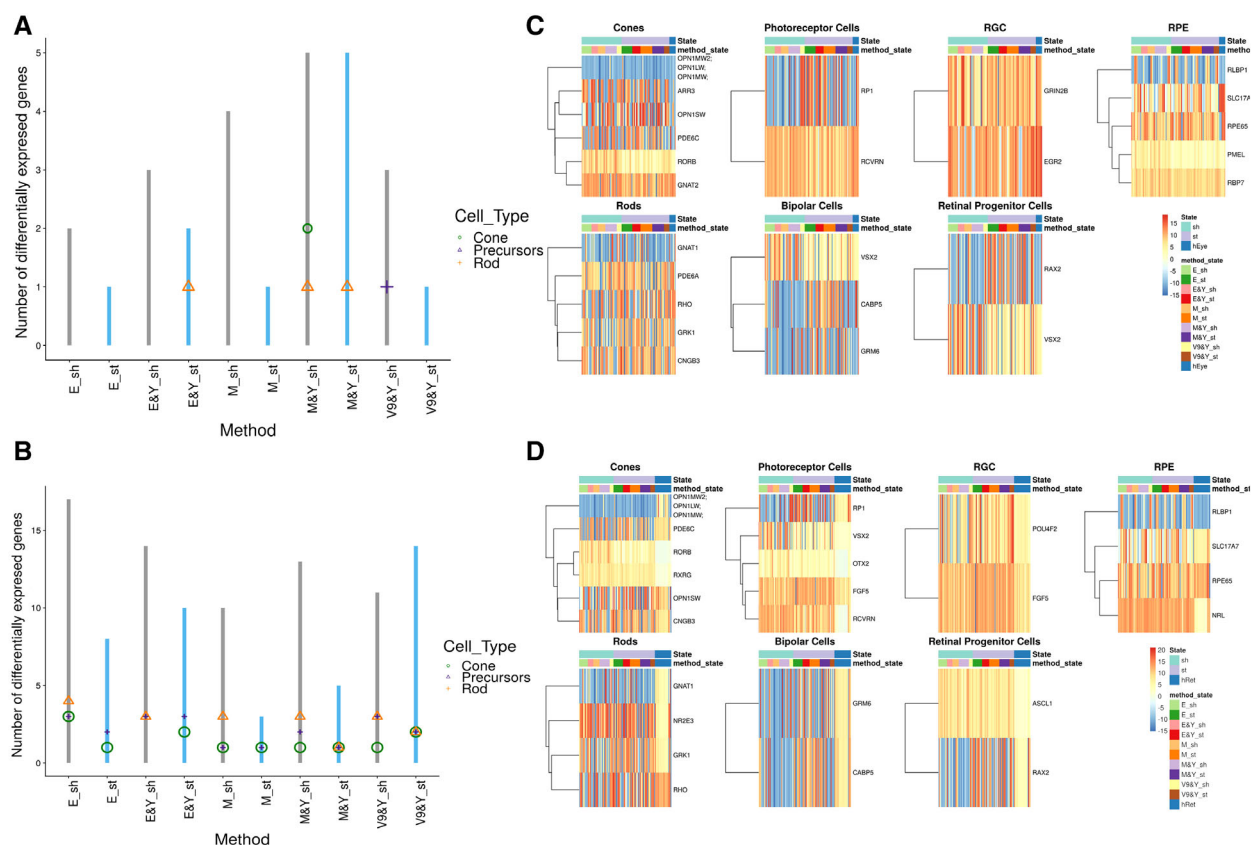 A
Number of differentially expresed genes
5
4
3
2
1
0
E_sh
E_st
E&Y_sh
E&Y_st
M_sh
M_st
M&Y_sh
M&Y_st
V9&Y_sh
V9&Y_st
Method
Cell_Type
Cone
Precursors
Rod
B
Number of differentially expresed genes
15
10
5
0
E_sh
E_st
E&Y_sh
E&Y_st
M_sh
M_st
M&Y_sh
M&Y_st
V9&Y_sh
V9&Y_st
Method
Cell_Type
Cone
Precursors
Rod
C
Cones
State
method_state
OPN1MW2;
OPN1LW;
OPN1MW;
ARR3
OPN1SW
PDE6C
RORB
GNAT2
Photoreceptor Cells
State
method_state
RP1
RCVRN
RGC
State
method_state
GRIN2B
EGR2
RPE
State
metho
RLBP1
SLC17A
RPE65
PMEL
RBP7
Rods
State
method_state
GNAT1
PDE6A
RHO
GRK1
CNGB3
Bipolar Cells
State
method_state
VSX2
CABP5
GRM6
Retinal Progenitor Cells
State
method_state
RAX2
VSX2
15
10
5
0
-5
-10
-15
State
sh
st
hEye
method_state
E_sh
E_st
E&Y_sh
E&Y_st
M_sh
M_st
M&Y_sh
M&Y_st
V9&Y_sh
V9&Y_st
hEye
D
Cones
State
method_state
OPN1MW2;
OPN1LW;
OPN1MW;
PDE6C
RORB
RXRG
OPN1SW
CNGB3
Photoreceptor Cells
State
method_state
RP1
VSX2
OTX2
FGF5
RCVRN
RGC
State
method_state
POU4F2
FGF5
RPE
State
method_state
RLBP1
SLC17A7
RPE65
NRL
Rods
State
method_state
GNAT1
NR2E3
GRK1
RHO
Bipolar Cells
State
method_state
GRM6
CABP5
Retinal Progenitor Cells
State
method_state
ASCL1
RAX2
20
15
10
5
0
-5
-10
-15
State
sh
st
hRet
method_state
E_sh
E_st
E&Y_sh
E&Y_st
M_sh
M_st
M&Y_sh
M&Y_st
V9&Y_sh
V9&Y_st
hRet